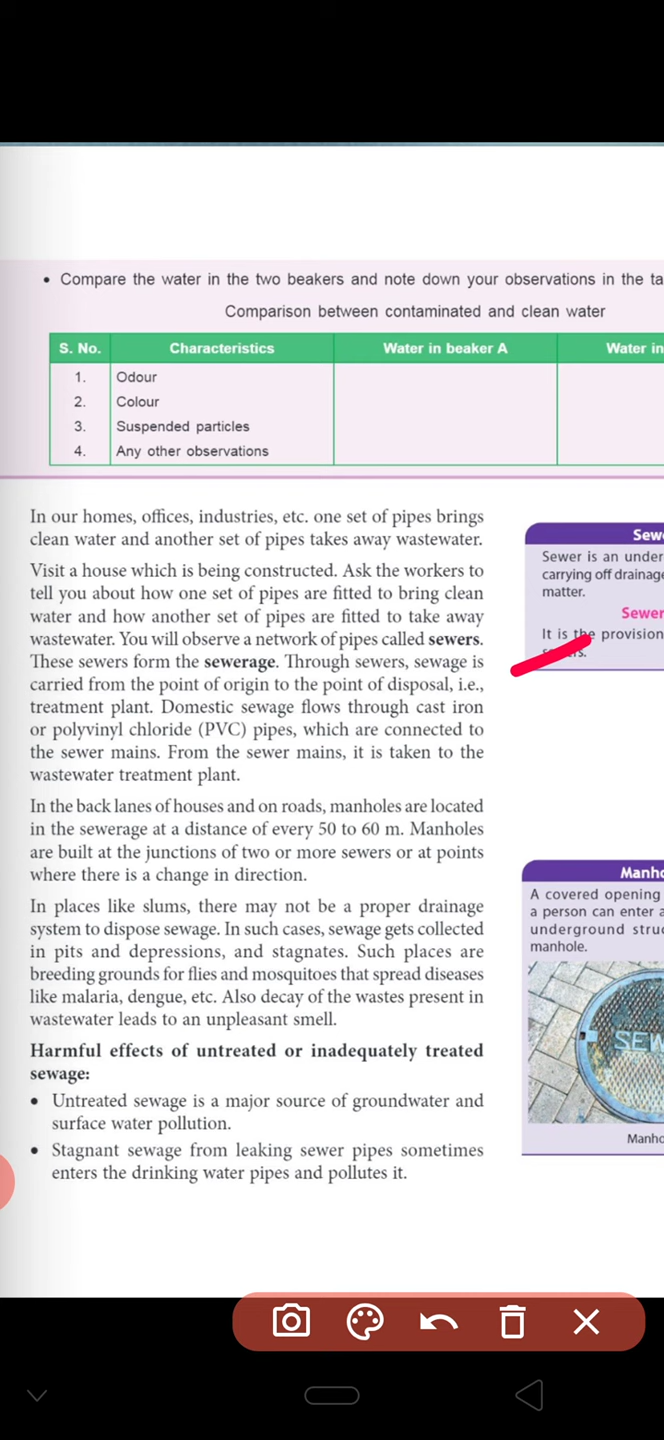 • Compare the water in the two beakers and note down your observations in the ta
Comparison between contaminated and clean water
S. No. Characteristics Water in beaker A Water in
1. Odour
2. Colour
3. Suspended particles
4. Any other observations
In our homes, offices, industries, etc. one set of pipes brings
clean water and another set of pipes takes away wastewater.
Visit a house which is being constructed. Ask the workers to
tell you about how one set of pipes are fitted to bring clean
water and how another set of pipes are fitted to take away
wastewater. You will observe a network of pipes called sewers.
These sewers form the sewerage. Through sewers, sewage is
carried from the point of origin to the point of disposal, i.e.,
treatment plant. Domestic sewage flows through cast iron
or polyvinyl chloride (PVC) pipes, which are connected to
the sewer mains. From the sewer mains, it is taken to the
wastewater treatment plant.
In the back lanes of houses and on roads, manholes are located
in the sewerage at a distance of every 50 to 60 m. Manholes
are built at the junctions of two or more sewers or at points
where there is a change in direction.
In places like slums, there may not be a proper drainage
system to dispose sewage. In such cases, sewage gets collected
in pits and depressions, and stagnates. Such places are
breeding grounds for flies and mosquitoes that spread diseases
like malaria, dengue, etc. Also decay of the wastes present in
wastewater leads to an unpleasant smell.
Harmful effects of untreated or inadequately treated
sewage:
• Untreated sewage is a major source of groundwater and
surface water pollution.
• Stagnant sewage from leaking sewer pipes sometimes
enters the drinking water pipes and pollutes it.
Sew
Sewer is an under
carrying off drainage
matter.
Sewer
It is the provision
Manho
A covered opening
a person can enter a
underground struc
manhole.
SEW
Manho